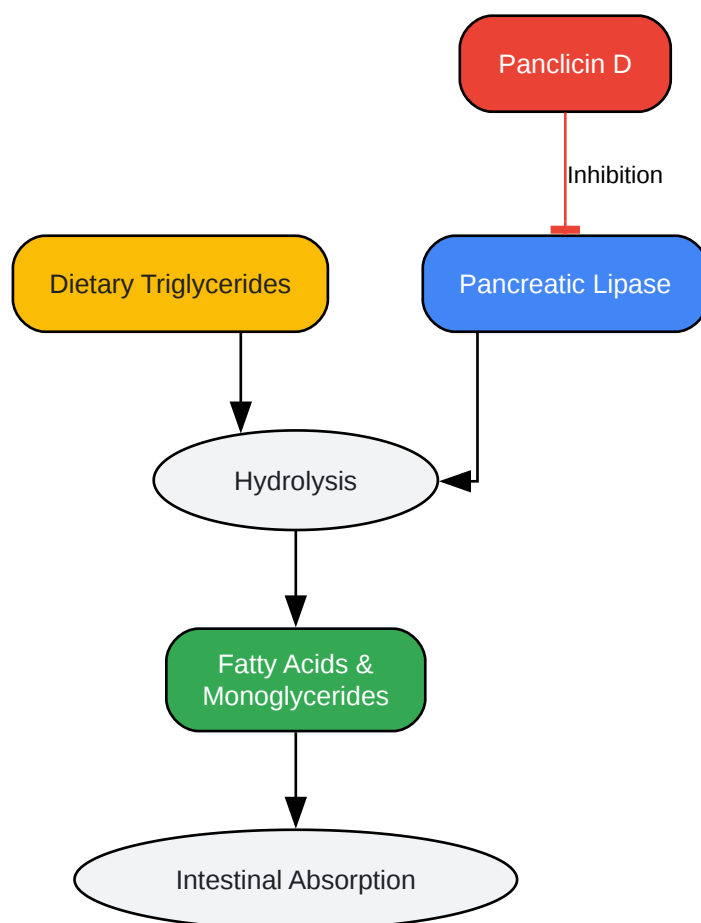 Panclicin D
Inhibition
Dietary Triglycerides
Pancreatic Lipase
Hydrolysis
Fatty Acids &
Monoglycerides
Intestinal Absorption